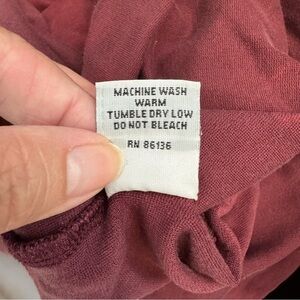 MACHINE WASH
WARM
TUMBLE DRY LOW
DO NOT BLEACH
RN 86136